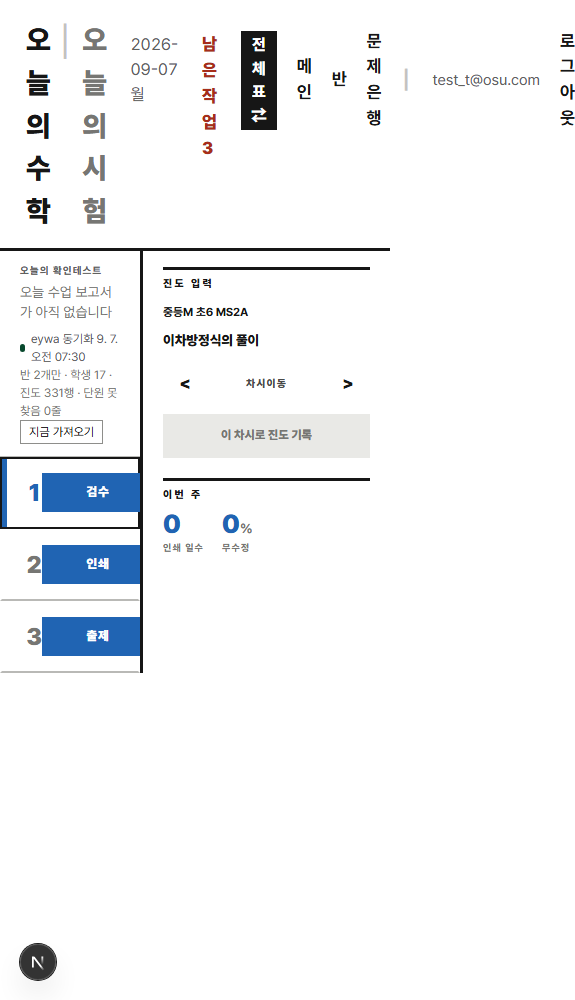 오늘의수학
오늘의시험
2026-
09-07
월
남은작업3
전체표⇄
메인
반
문제은행
test_t@osu.com
로그아웃
오늘의 확인테스트
오늘 수업 보고서
가 아직 없습니다
eywa 동기화 9. 7.
오전 07:30
반 2개만 · 학생 17 ·
진도 331행 · 단원 못
찾음 0줄
지금 가져오기
1 검수
2 인쇄
3 출제
진도 입력
중등M 초6 MS2A
이차방정식의 풀이
< 차시이동 >
이 차시로 진도 기록
이번 주
0 0%
인쇄 일수 무수정
N